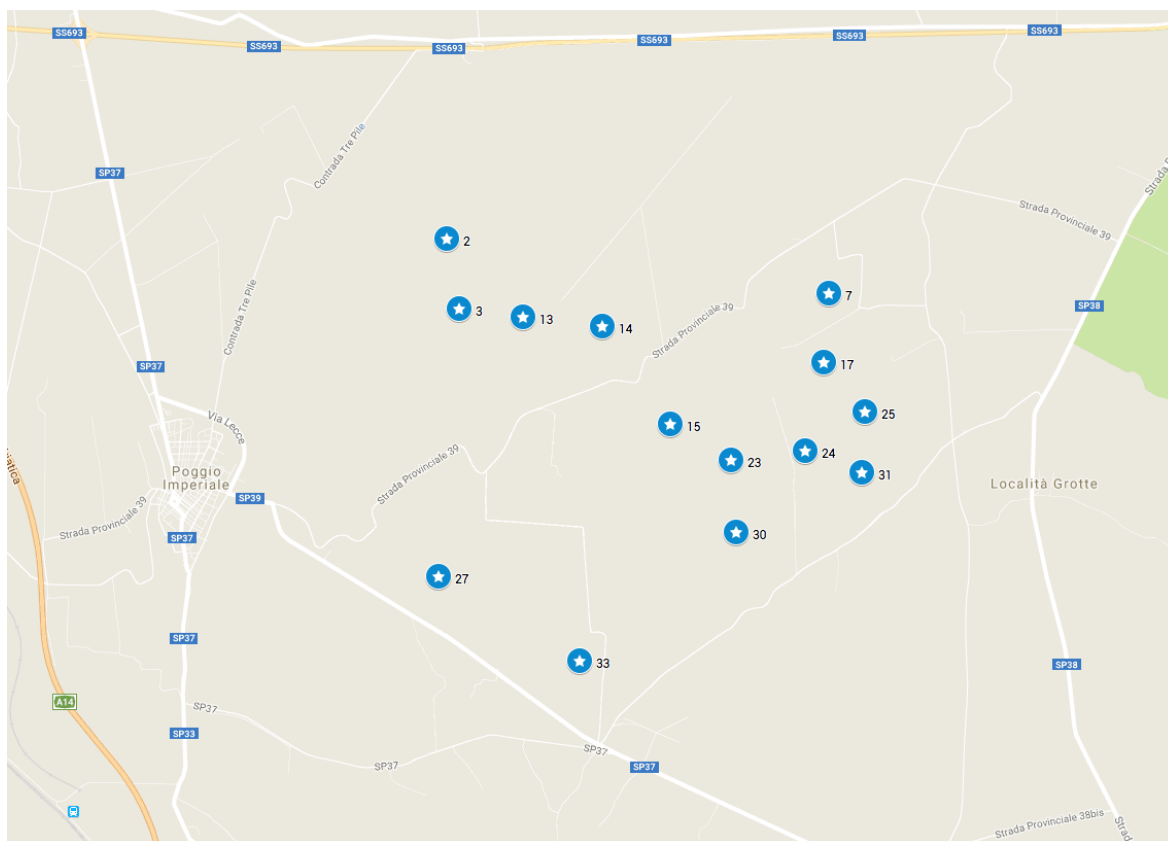 SS693
SS693
SS693
SS693
SS693
SS693
SP37
Contrada Tre Pile
Strada P
Strada Provinciale 39
2
7
Contrada Tre Pile
3
13
14
SP38
Strada Provinciale 39
SP37
17
Via Lecce
25
15
24
23
31
Poggio
Imperiale
Strada Provinciale 39
Località Grotte
iatica
SP39
Strada Provinciale 39
SP37
30
27
SP37
33
SP38
A14
SP37
SP33
SP37
SP37
SP37
Strada Provinciale 38bis
Strada